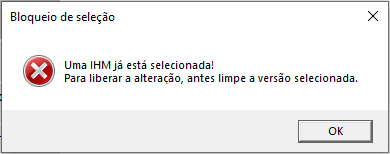 Bloqueio de seleção
Uma IHM já está selecionada!
Para liberar a alteração, antes limpe a versão selecionada.
OK